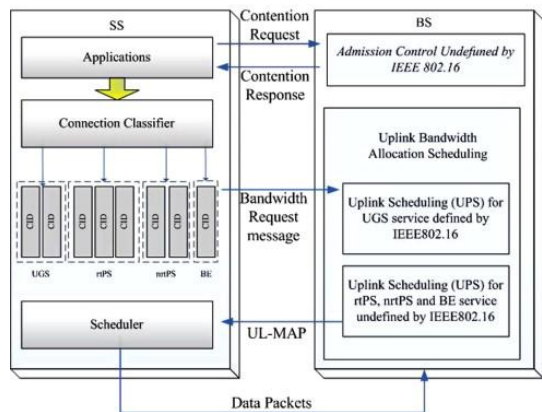 SS
BS
Contention
Request
Applications
Admission Control Undefuned by
IEEE 802.16
Contention
Response
Connection Classifier
Uplink Bandwidth
Allocation Scheduling
CID
CID
CID
CID
CID
CID
CID
CID
UGS
rtPS
nrtPS
BE
Bandwidth
Request
message
Uplink Scheduling (UPS) for
UGS service defined by
IEEE802.16
Uplink Scheduling (UPS) for
rtPS, nrtPS and BE service
undefined by IEEE802.16
Scheduler
UL-MAP
Data Packets